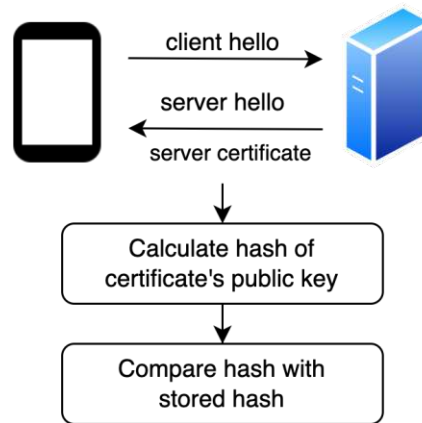 client hello
server hello
server certificate
Calculate hash of
certificate's public key
Compare hash with
stored hash